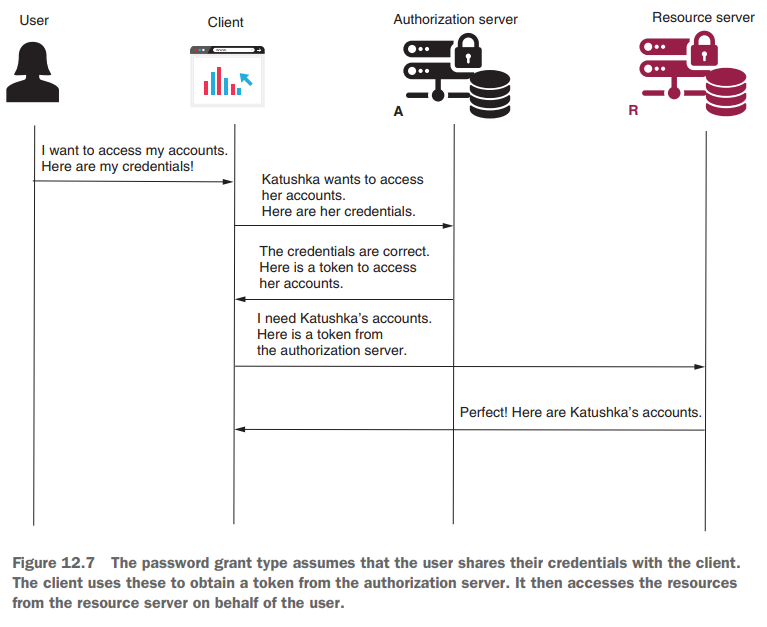 User
Client
Authorization server
Resource server
www.
A
R
I want to access my accounts.
Here are my credentials!
Katushka wants to access
her accounts.
Here are her credentials.
The credentials are correct.
Here is a token to access
her accounts.
I need Katushka's accounts.
Here is a token from
the authorization server.
Perfect! Here are Katushka's accounts.
Figure 12.7 The password grant type assumes that the user shares their credentials with the client.
The client uses these to obtain a token from the authorization server. It then accesses the resources
from the resource server on behalf of the user.